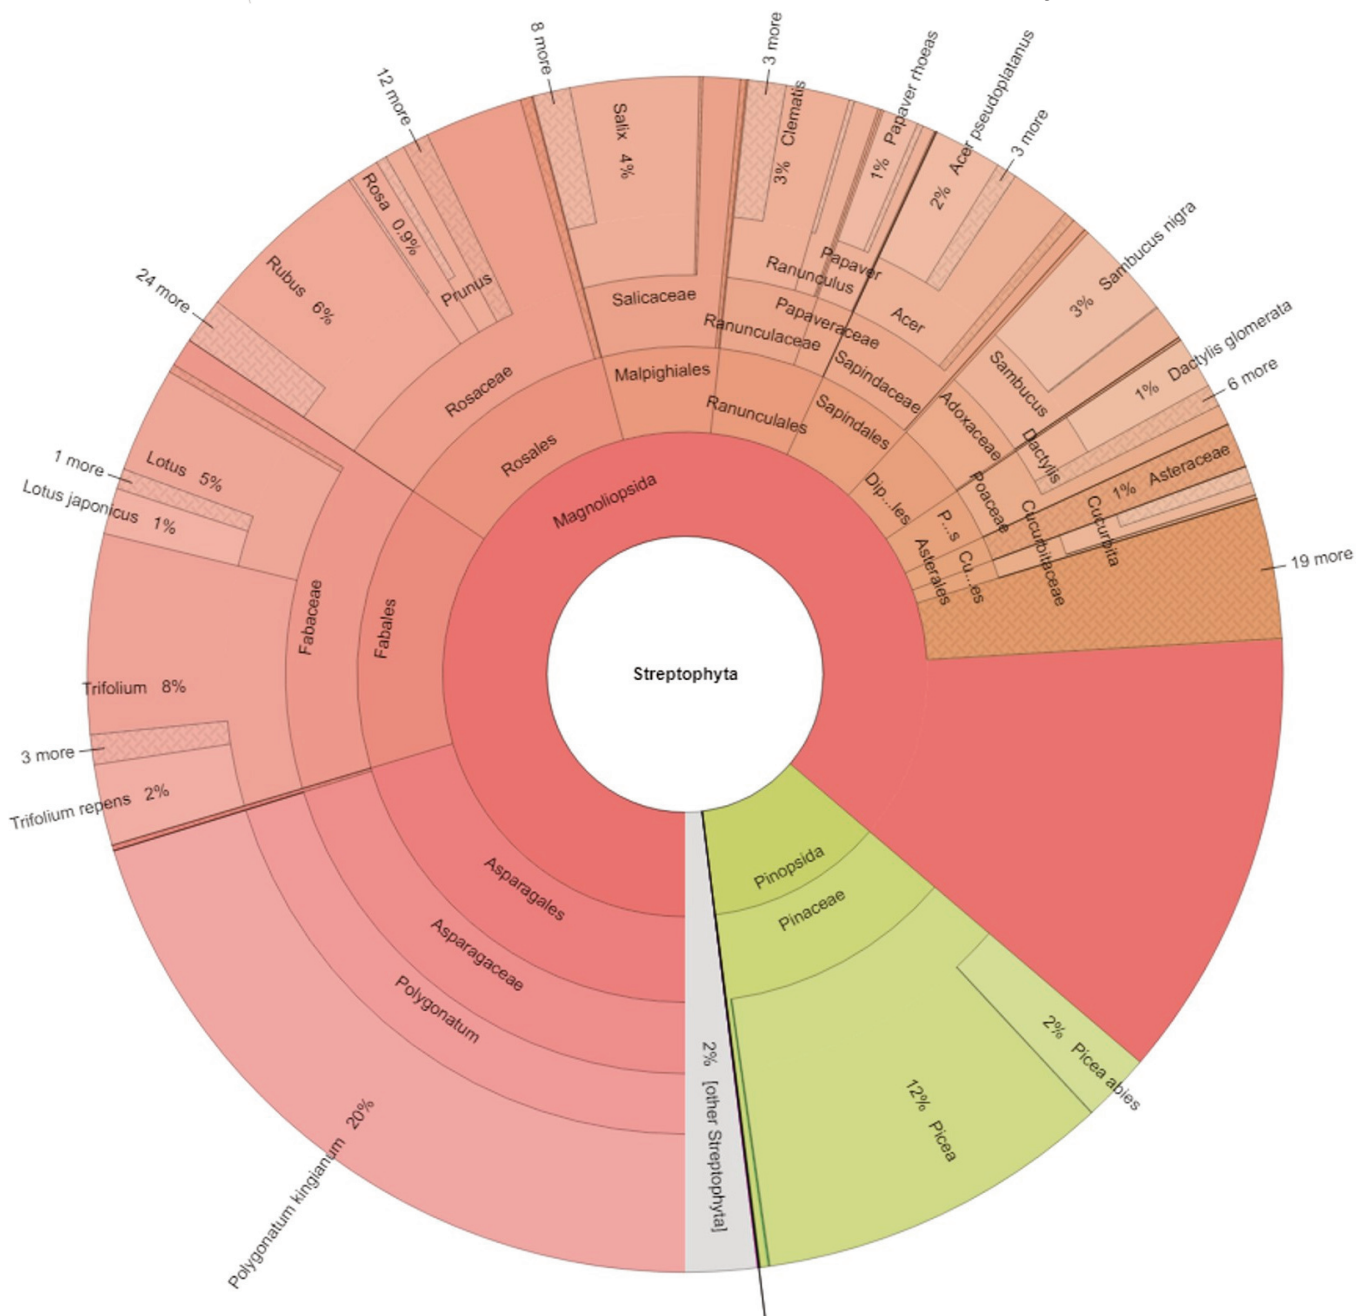 8 more
3 more
12 more
Salix 4%
3% Clematis
1% Papaver rhoeas
2% Acer pseudoplatanus
3 more
Rosa 0.9%
Prunus
Rubus 6%
24 more
Salicaceae
Ranunculus
Papaver
Ranunculaceae
Papaveraceae
Acer
3% Sambucus nigra
Sambucus
1% Dactylis glomerata
6 more
Rosaceae
Malpighiales
Ranunculales
Sapindaceae
Sapindales
Adoxaceae
Dactylis
Rosales
Magnoliopsida
Dip...les
Poaceae
P...s
1% Asteraceae
Cucurbita
Cucurbitaceae
Cu...es
Asterales
19 more
Lotus 5%
1 more
Lotus japonicus 1%
Fabaceae
Fabales
Trifolium 8%
3 more
Trifolium repens 2%
Streptophyta
Asparagales
Asparagaceae
Polygonatum
Polygonatum kingianum 20%
2% [other Streptophyta]
Pinopsida
Pinaceae
12% Picea
2% Picea abies